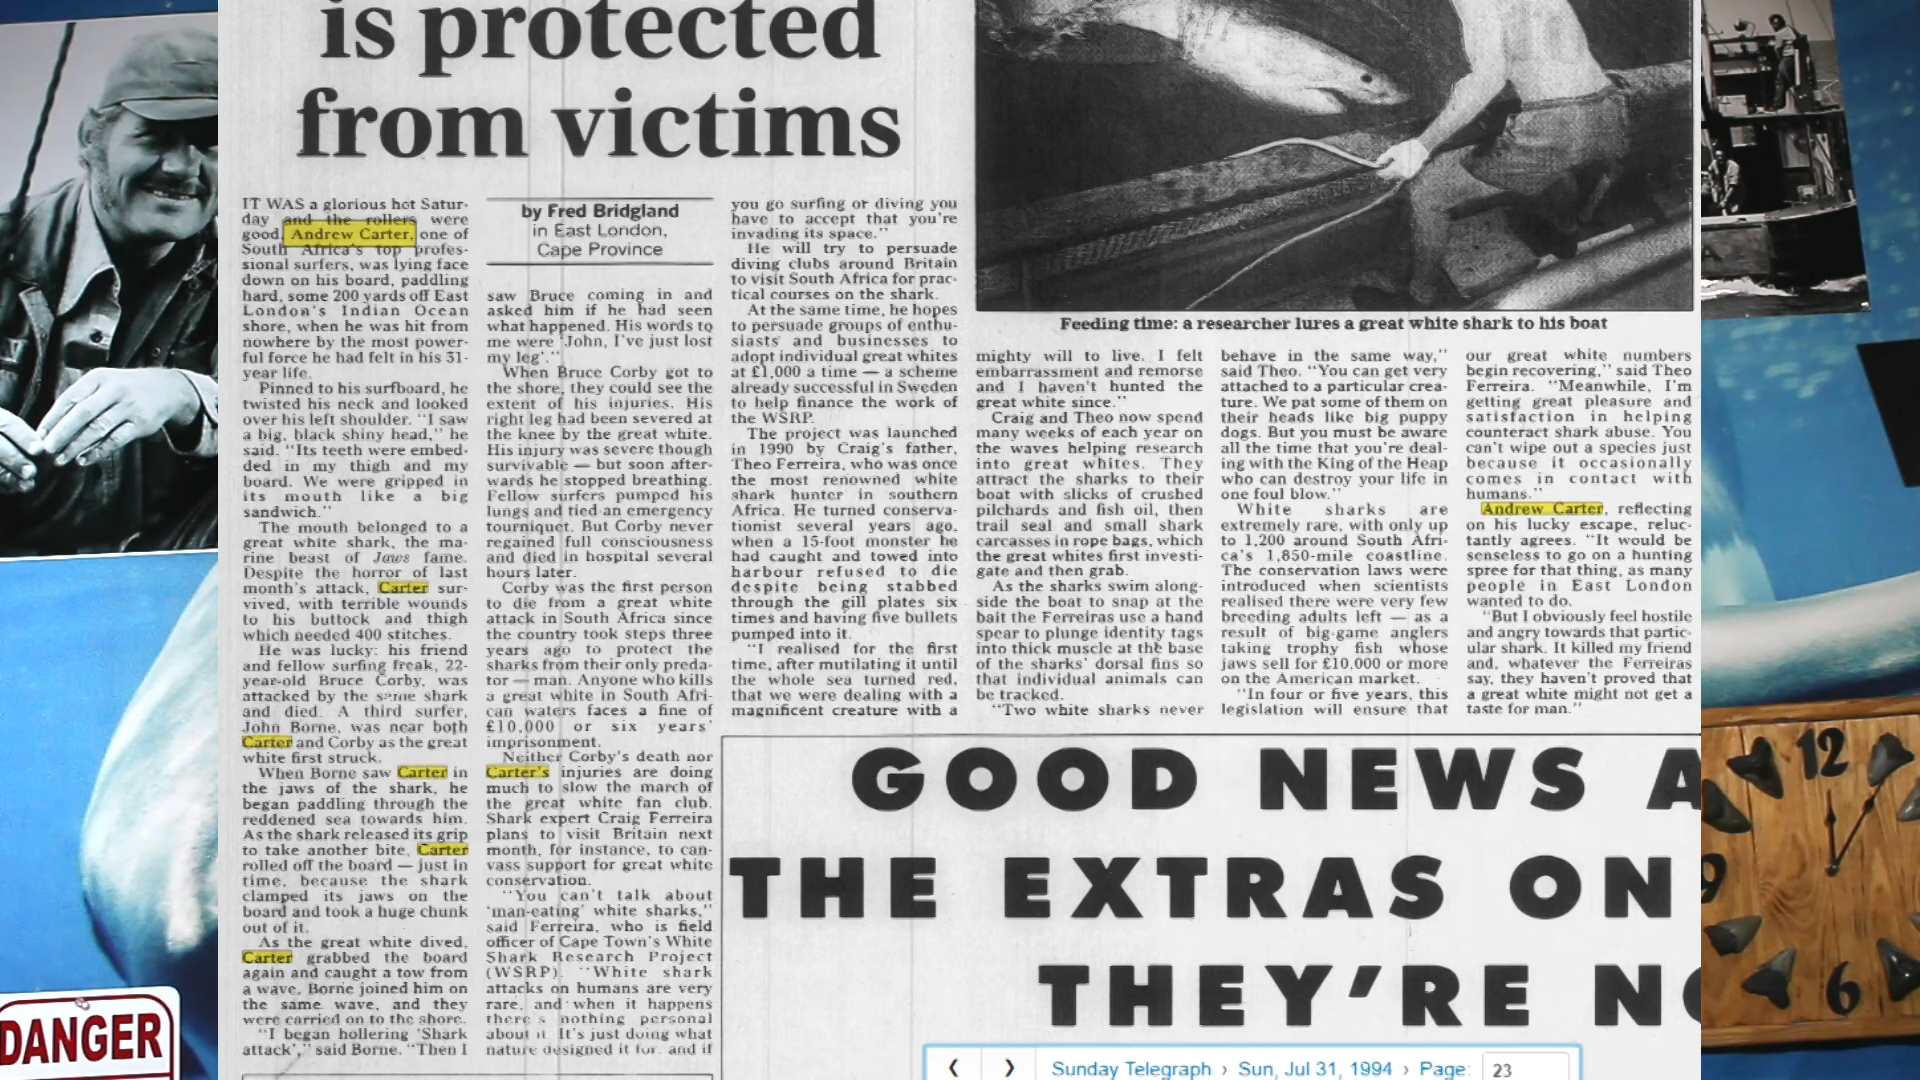 is protected
from victims
IT WAS a glorious hot Satur-
day and the rollers were
good. Andrew Carter, one of
South Africa's top profes-
sional surfers, was lying face
down on his board, paddling
hard, some 200 yards off East
London's Indian Ocean
shore, when he was hit from
nowhere by the most power-
ful force he had felt in his 31-
year life.
Pinned to his surfboard, he
twisted his neck and looked
over his left shoulder. "I saw
a big, black shiny head," he
said. "Its teeth were embed-
ded in my thigh and my
board. We were gripped in
its mouth like a big
sandwich."
The mouth belonged to a
great white shark, the ma-
rine beast of Jaws fame.
Despite the horror of last
month's attack, Carter sur-
vived, with terrible wounds
to his buttock and thigh
which needed 400 stitches.
He was lucky: his friend
and fellow surfing freak, 22-
year-old Bruce Corby, was
attacked by the same shark
and died. A third surfer,
John Borne, was near both
Carter and Corby as the great
white first struck.
When Borne saw Carter in
the jaws of the shark, he
began paddling through the
reddened sea towards him.
As the shark released its grip
to take another bite, Carter
rolled off the board — just in
time, because the shark
clamped its jaws on the
board and took a huge chunk
out of it.
As the great white dived,
Carter grabbed the board
again and caught a tow from
a wave. Borne joined him on
the same wave, and they
were carried on to the shore.
"I began hollering 'Shark
attack'," said Borne. "Then I
by Fred Bridgland
in East London,
Cape Province
saw Bruce coming in and
asked him if he had seen
what happened. His words to
me were 'John, I've just lost
my leg'."
When Bruce Corby got to
the shore, they could see the
extent of his injuries. His
right leg had been severed at
the knee by the great white.
His injury was severe though
survivable — but soon after-
wards he stopped breathing.
Fellow surfers pumped his
lungs and tied an emergency
tourniquet. But Corby never
regained full consciousness
and died in hospital several
hours later.
Corby was the first person
to die from a great white
attack in South Africa since
the country took steps three
years ago to protect the
sharks from their only preda-
tor — man. Anyone who kills
a great white in South Afri-
can waters faces a fine of
£10,000 or six years'
imprisonment.
Neither Corby's death nor
Carter's injuries are doing
much to slow the march of
the great white fan club.
Shark expert Craig Ferreira
plans to visit Britain next
month, for instance, to can-
vass support for great white
conservation.
"You can't talk about
'man-eating' white sharks,"
said Ferreira, who is field
officer of Cape Town's White
Shark Research Project
(WSRP). "White shark
attacks on humans are very
rare, and when it happens
there's nothing personal
about it. It's just doing what
nature designed it for, and if
you go surfing or diving you
have to accept that you're
invading its space."
He will try to persuade
diving clubs around Britain
to visit South Africa for prac-
tical courses on the shark.
At the same time, he hopes
to persuade groups of enthu-
siasts and businesses to
adopt individual great whites
at £1,000 a time — a scheme
already successful in Sweden
to help finance the work of
the WSRP.
The project was launched
in 1990 by Craig's father,
Theo Ferreira, who was once
the most renowned white
shark hunter in southern
Africa. He turned conserva-
tionist several years ago,
when a 15-foot monster he
had caught and towed into
harbour refused to die
despite being stabbed
through the gill plates six
times and having five bullets
pumped into it.
"I realised for the first
time, after mutilating it until
the whole sea turned red,
that we were dealing with a
magnificent creature with a
Feeding time: a researcher lures a great white shark to his boat
mighty will to live. I felt
embarrassment and remorse
and I haven't hunted the
great white since."
Craig and Theo now spend
many weeks of each year on
the waves helping research
into great whites. They
attract the sharks to their
boat with slicks of crushed
pilchards and fish oil, then
trail seal and small shark
carcasses in rope bags, which
the great whites first investi-
gate and then grab.
As the sharks swim along-
side the boat to snap at the
bait the Ferreiras use a hand
spear to plunge identity tags
into thick muscle at the base
of the sharks' dorsal fins so
that individual animals can
be tracked.
"Two white sharks never
behave in the same way,"
said Theo. "You can get very
attached to a particular crea-
ture. We pat some of them on
their heads like big puppy
dogs. But you must be aware
all the time that you're deal-
ing with the King of the Heap
who can destroy your life in
one foul blow."
White sharks are
extremely rare, with only up
to 1,200 around South Afri-
ca's 1,850-mile coastline.
The conservation laws were
introduced when scientists
realised there were very few
breeding adults left — as a
result of big-game anglers
taking trophy fish whose
jaws sell for £10,000 or more
on the American market.
"In four or five years, this
legislation will ensure that
our great white numbers
begin recovering," said Theo
Ferreira. "Meanwhile, I'm
getting great pleasure and
satisfaction in helping
counteract shark abuse. You
can't wipe out a species just
because it occasionally
comes in contact with
humans."
Andrew Carter, reflecting
on his lucky escape, reluc-
tantly agrees. "It would be
senseless to go on a hunting
spree for that thing, as many
people in East London
wanted to do.
"But I obviously feel hostile
and angry towards that partic-
ular shark. It killed my friend
and, whatever the Ferreiras
say, they haven't proved that
a great white might not get a
taste for man."
GOOD NEWS A
THE EXTRAS ON
THEY'RE NO
Sunday Telegraph › Sun, Jul 31, 1994 › Page: 23
DANGER
12
9
6